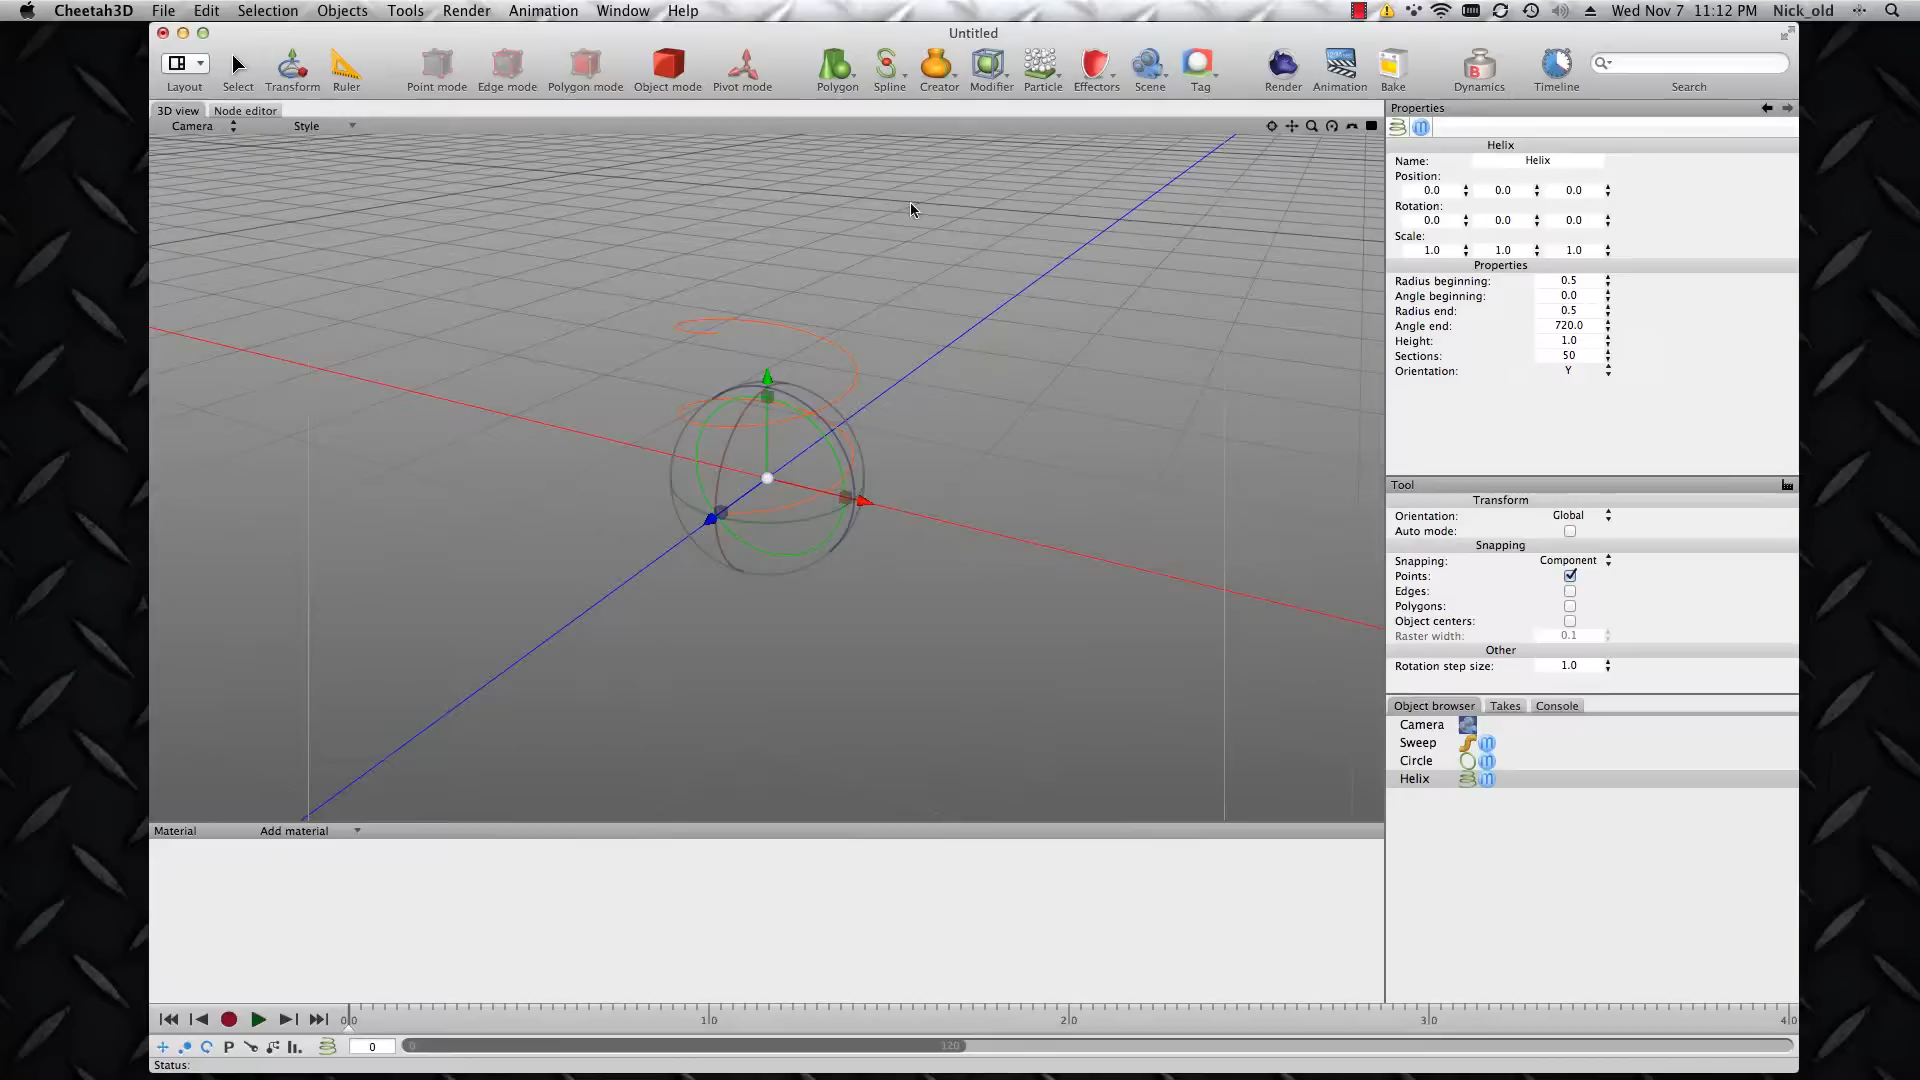 Cheetah3D File Edit Selection Objects Tools Render Animation Window Help Wed Nov 7 11:12 PM Nick_old
Untitled
Layout Select Transform Ruler Point mode Edge mode Polygon mode Object mode Pivot mode Polygon Spline Creator Modifier Particle Effectors Scene Tag Render Animation Bake Dynamics Timeline Search
3D view Node editor
Camera Style
Properties
Helix
Name: Helix
Position:
0.0 0.0 0.0
Rotation:
0.0 0.0 0.0
Scale:
1.0 1.0 1.0
Properties
Radius beginning: 0.5
Angle beginning: 0.0
Radius end: 0.5
Angle end: 720.0
Height: 1.0
Sections: 50
Orientation: Y
Tool
Transform
Orientation: Global
Auto mode:
Snapping
Snapping: Component
Points:
Edges:
Polygons:
Object centers:
Raster width: 0.1
Other
Rotation step size: 1.0
Object browser Takes Console
Camera
Sweep
Circle
Helix
Material Add material
0.0 1.0 2.0 3.0 4.0
P 0 0 120
Status: